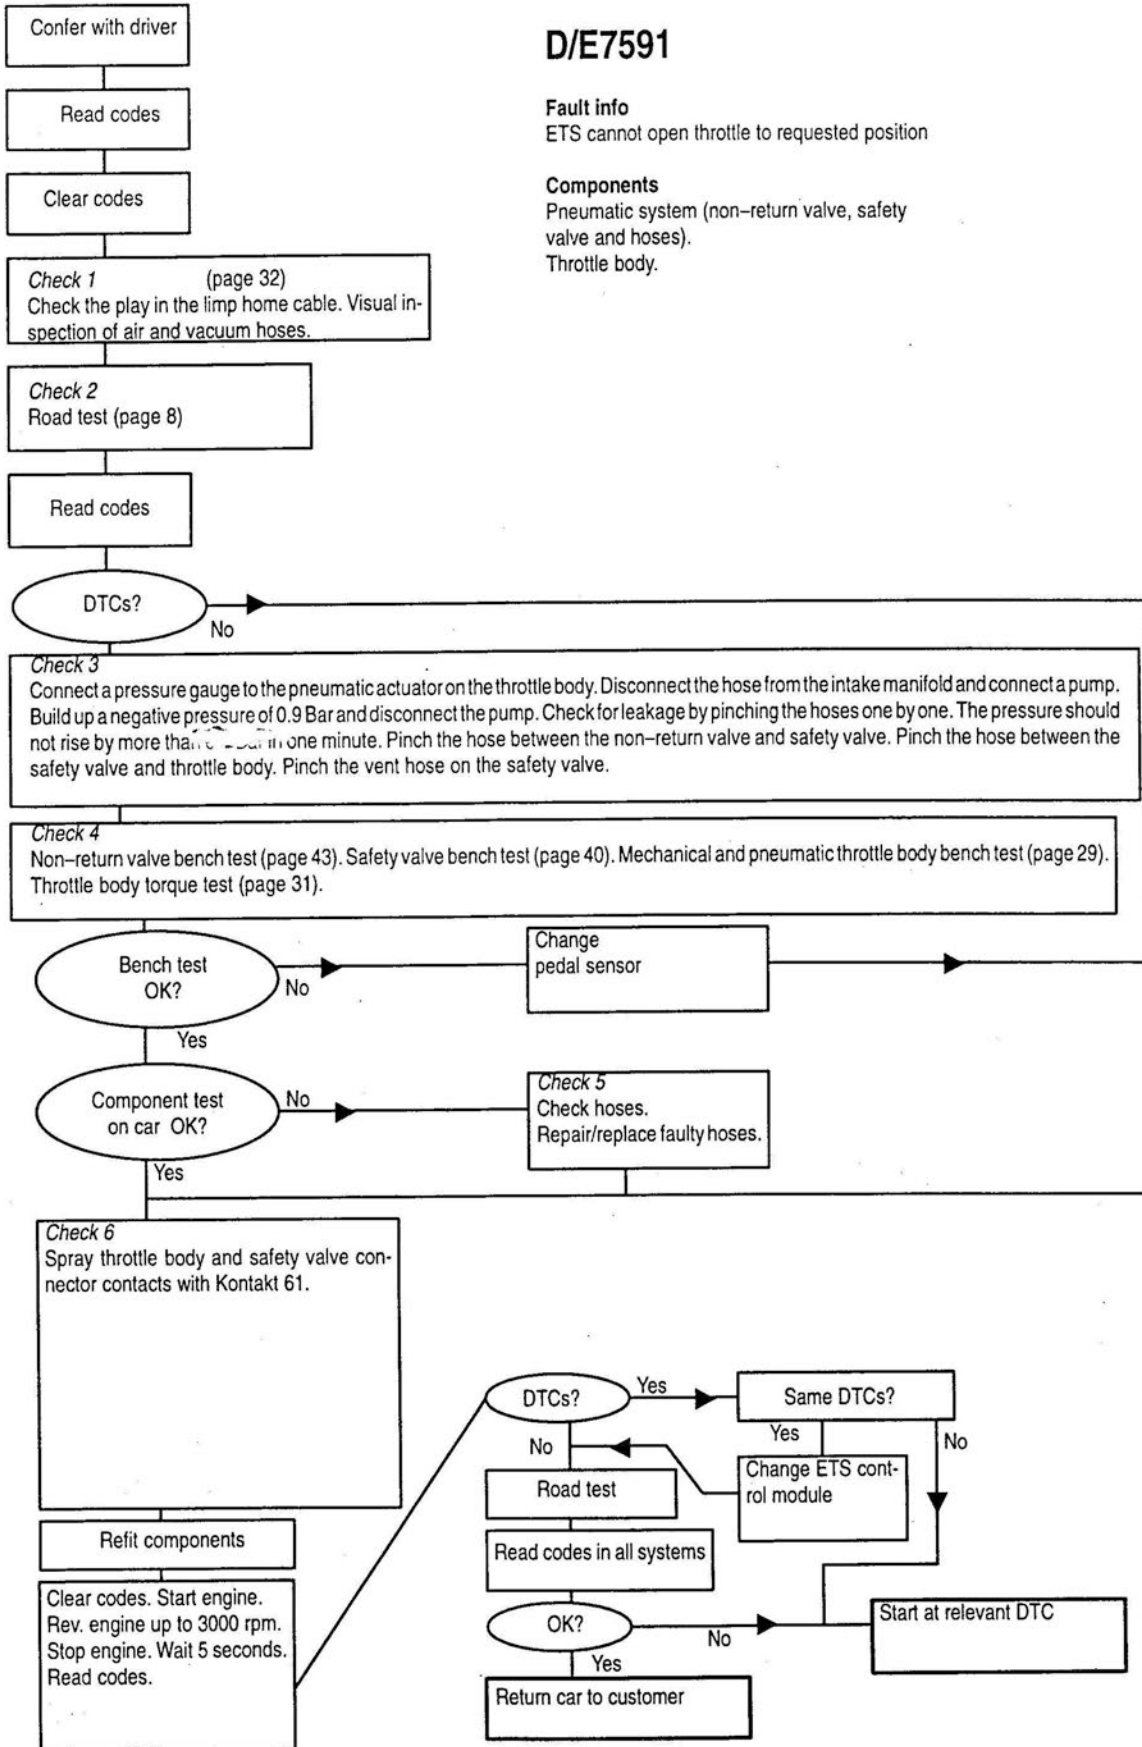 Confer with driver
D/E7591
Fault info
ETS cannot open throttle to requested position
Components
Pneumatic system (non–return valve, safety
valve and hoses).
Throttle body.
Read codes
Clear codes
Check 1 (page 32)
Check the play in the limp home cable. Visual in-
spection of air and vacuum hoses.
Check 2
Road test (page 8)
Read codes
DTCs?
No
Check 3
Connect a pressure gauge to the pneumatic actuator on the throttle body. Disconnect the hose from the intake manifold and connect a pump.
Build up a negative pressure of 0.9 Bar and disconnect the pump. Check for leakage by pinching the hoses one by one. The pressure should
not rise by more than in one minute. Pinch the hose between the non–return valve and safety valve. Pinch the hose between the
safety valve and throttle body. Pinch the vent hose on the safety valve.
Check 4
Non–return valve bench test (page 43). Safety valve bench test (page 40). Mechanical and pneumatic throttle body bench test (page 29).
Throttle body torque test (page 31).
Bench test
OK?
No
Change
pedal sensor
Yes
Component test
on car OK?
No
Check 5
Check hoses.
Repair/replace faulty hoses.
Yes
Check 6
Spray throttle body and safety valve con-
nector contacts with Kontakt 61.
Refit components
Clear codes. Start engine.
Rev. engine up to 3000 rpm.
Stop engine. Wait 5 seconds.
Read codes.
DTCs?
Yes
Same DTCs?
No
Yes
No
Change ETS cont-
rol module
Road test
Read codes in all systems
OK?
No
Start at relevant DTC
Yes
Return car to customer